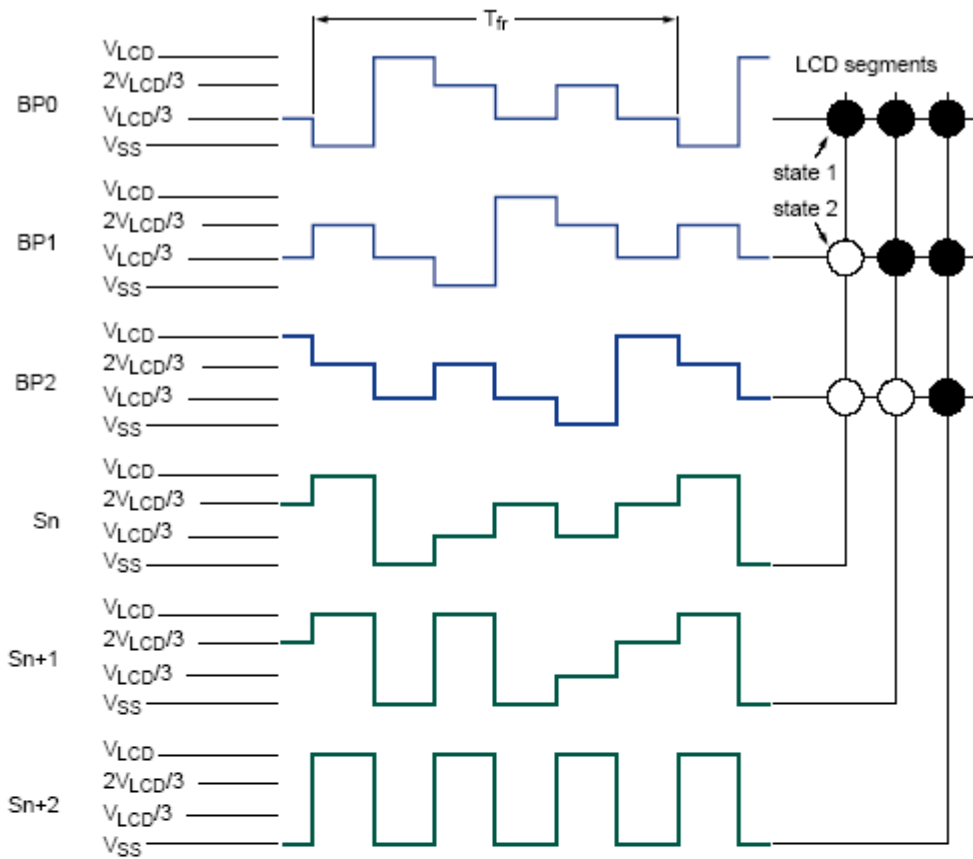 Tfr
BP0
VLCD
2VLCD/3
VLCD/3
VSS
LCD segments
state 1
state 2
BP1
VLCD
2VLCD/3
VLCD/3
VSS
BP2
VLCD
2VLCD/3
VLCD/3
VSS
Sn
VLCD
2VLCD/3
VLCD/3
VSS
Sn+1
VLCD
2VLCD/3
VLCD/3
VSS
Sn+2
VLCD
2VLCD/3
VLCD/3
VSS